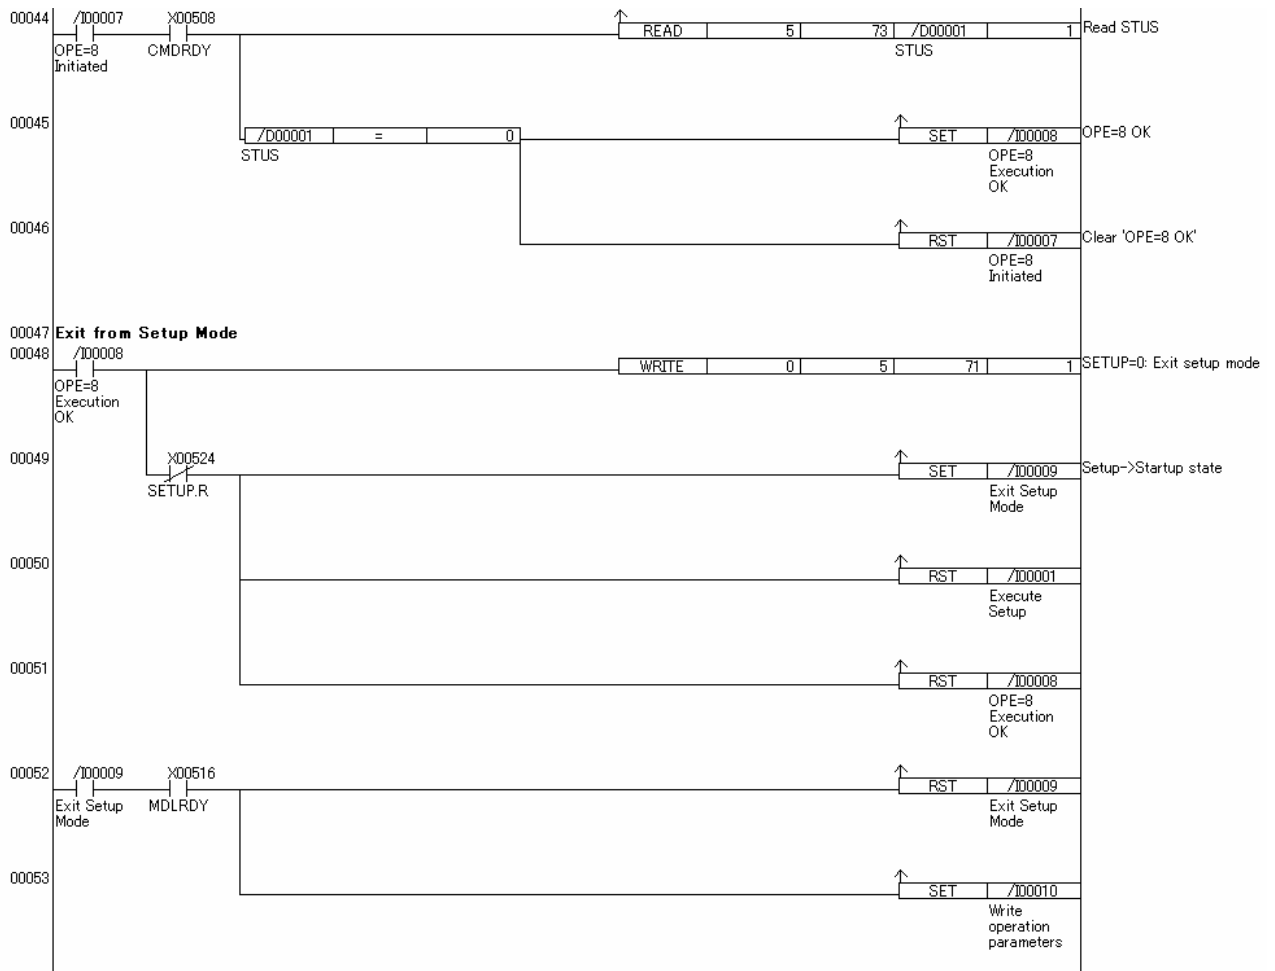 00044 /I00007 X00508
READ 5 73 /D00001 1 Read STUS
OPE=8 CMDRDY STUS
Initiated
00045
/D00001 = 0 SET /I00008 OPE=8 OK
STUS OPE=8
Execution
OK
00046
RST /I00007 Clear 'OPE=8 OK'
OPE=8
Initiated
00047 Exit from Setup Mode
00048 /I00008
WRITE 0 5 71 1 SETUP=0: Exit setup mode
OPE=8
Execution
OK
00049 X00524
SET /I00009 Setup->Startup state
SETUP.R Exit Setup
Mode
00050
RST /I00001
Execute
Setup
00051
RST /I00008
OPE=8
Execution
OK
00052 /I00009 X00516
RST /I00009
Exit Setup MDLRDY Exit Setup
Mode Mode
00053
SET /I00010
Write
operation
parameters